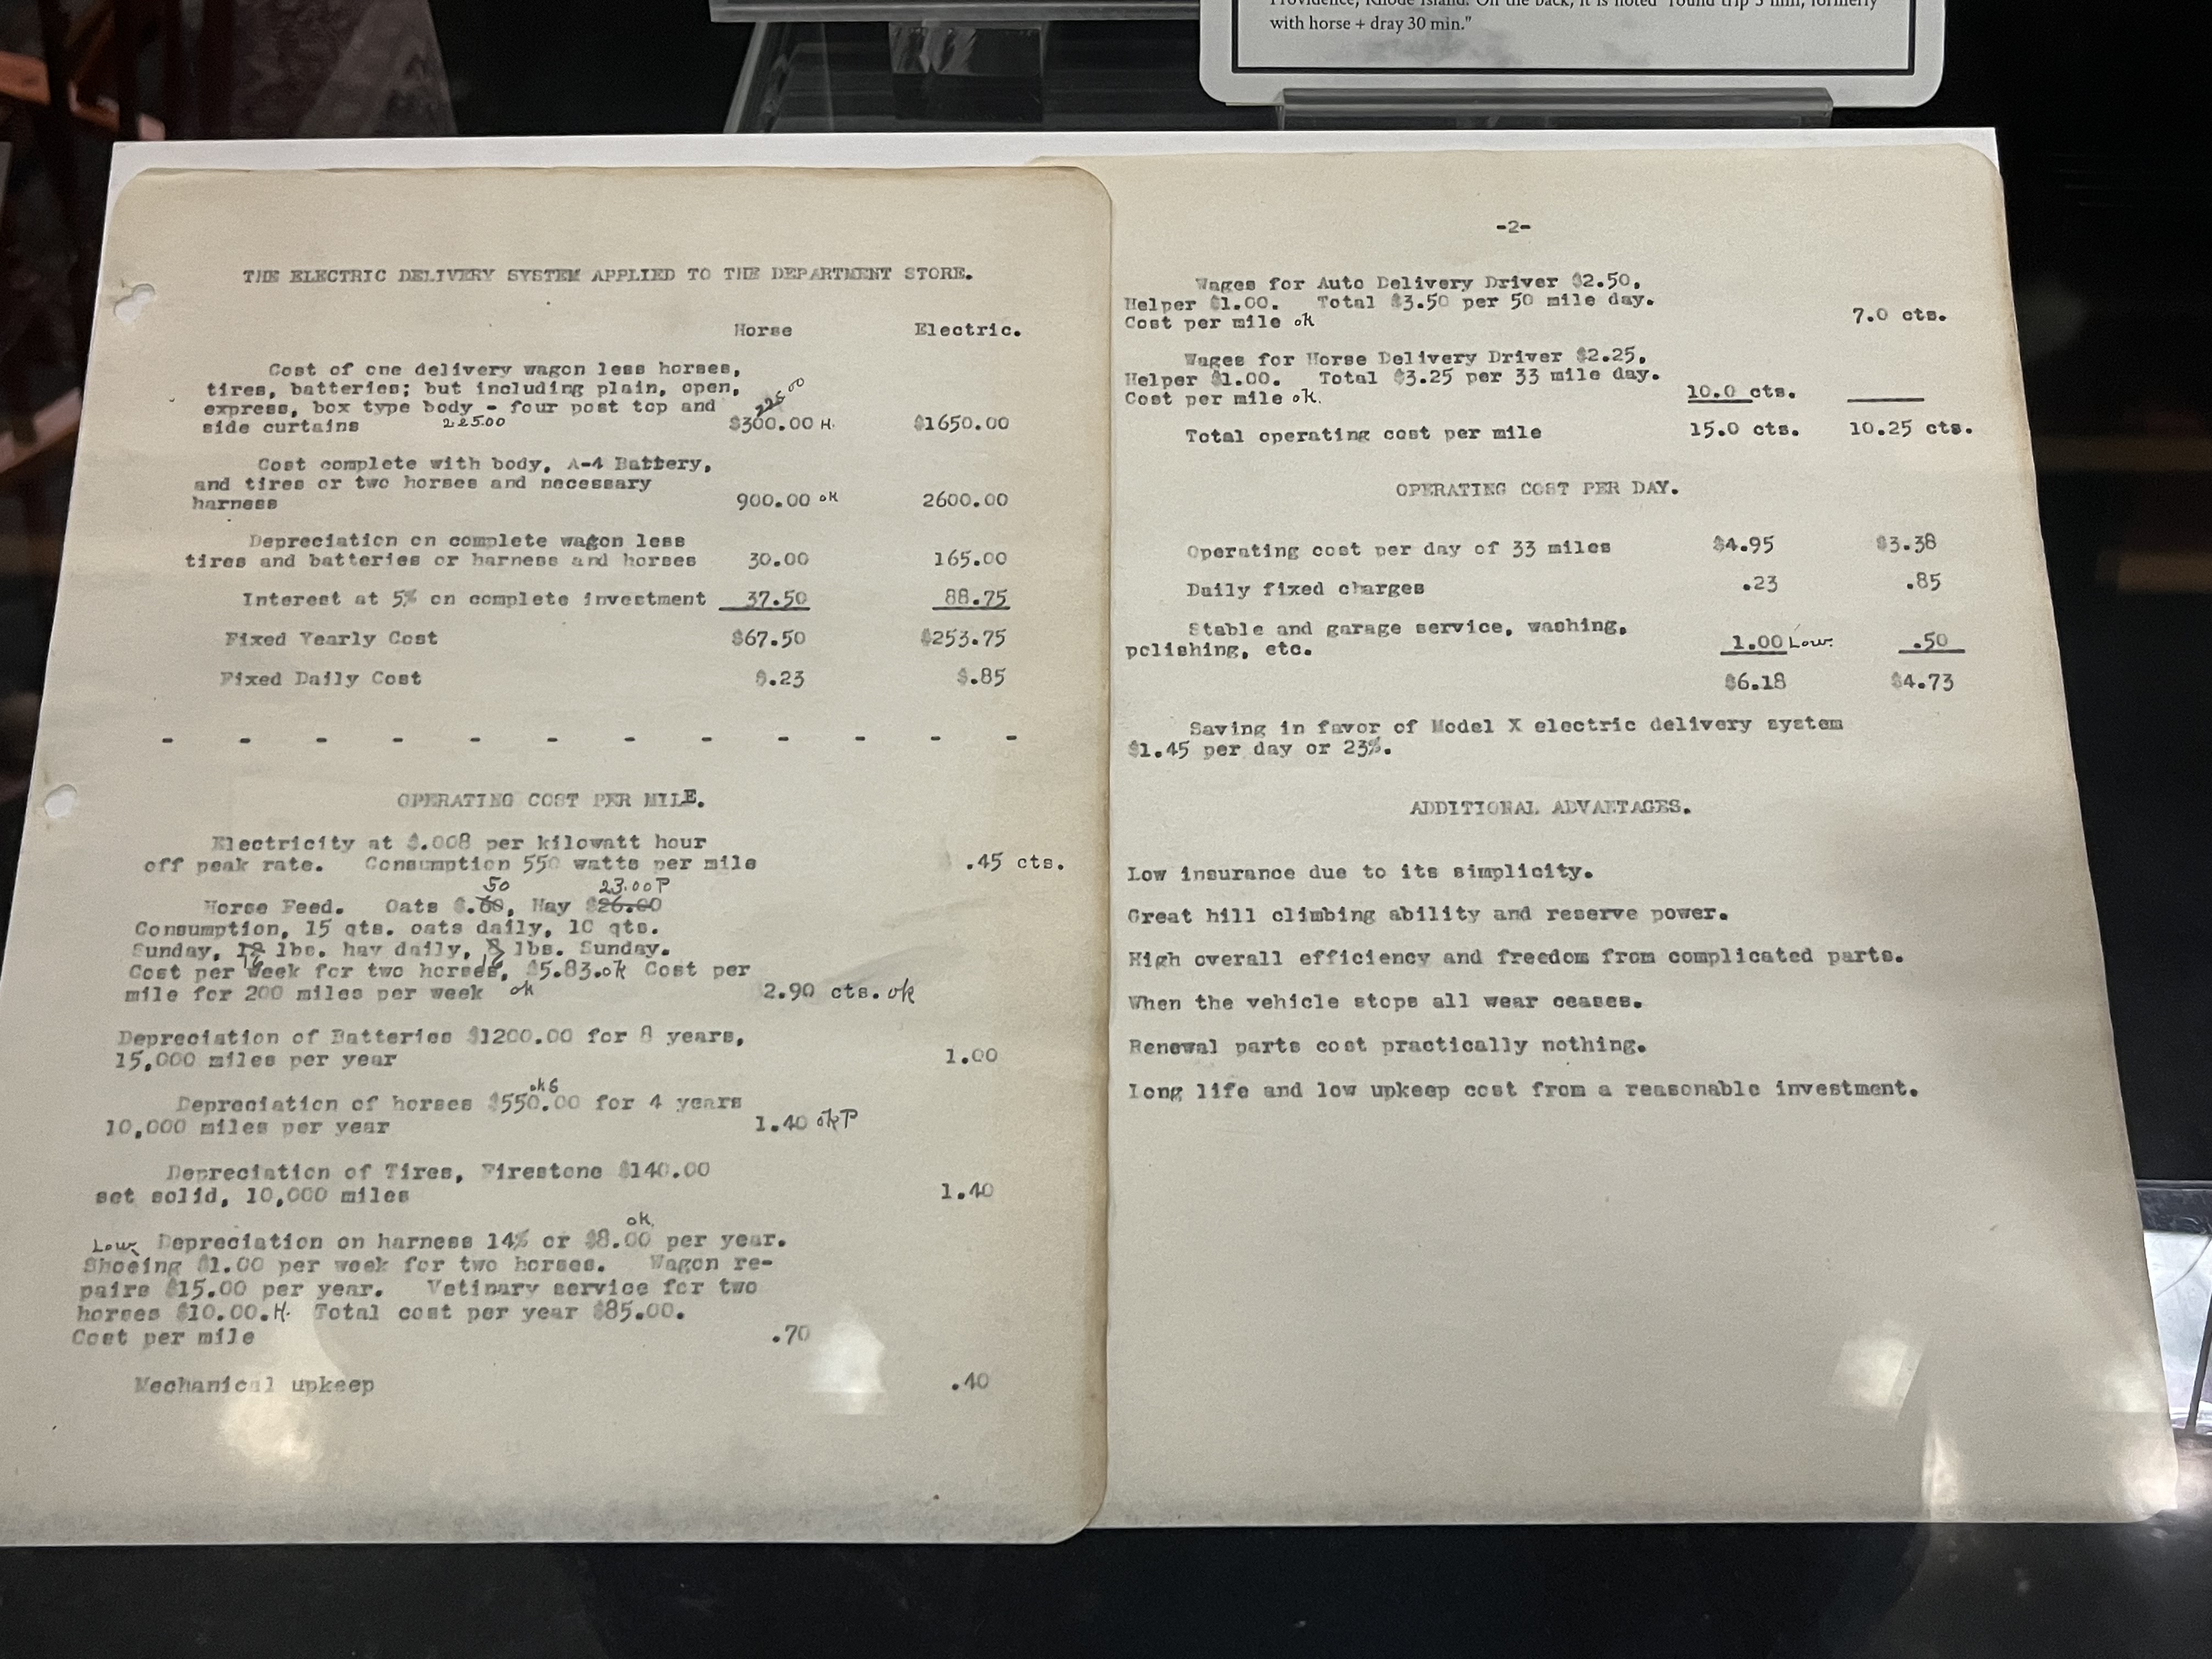 with horse + dray 30 min."
THE ELECTRIC DELIVERY SYSTEM APPLIED TO THE DEPARTMENT STORE.
Horse Electric.
Cost of one delivery wagon less horses,
tires, batteries; but including plain, open,
express, box type body - four post top and 225.00
side curtains 225.00 $300.00 H. $1650.00
Cost complete with body, A-4 Battery,
and tires or two horses and necessary
harness 900.00 ok 2600.00
Depreciation on complete wagon less
tires and batteries or harness and horses 30.00 165.00
Interest at 5% on complete investment 37.50 88.75
Fixed Yearly Cost $67.50 $253.75
Fixed Daily Cost $.23 $.85
- - - - - - - - - - - -
OPERATING COST PER MILE.
Electricity at $.008 per kilowatt hour
off peak rate. Consumption 550 watts per mile .45 cts.
50 23.00 P
Horse Feed. Oats $.60, Hay $26.00
Consumption, 15 qts. oats daily, 10 qts.
Sunday, lbs. hay daily, lbs. Sunday.
Cost per week for two horses, $5.83. ok Cost per
mile for 200 miles per week ok 2.90 cts. ok
Depreciation of Batteries $1200.00 for 8 years,
15,000 miles per year 1.00
ok G
Depreciation of horses $550.00 for 4 years
10,000 miles per year 1.40 ok P
Depreciation of Tires, Firestone $140.00
set solid, 10,000 miles 1.40
ok
Low Depreciation on harness 14% or $8.00 per year.
Shoeing $1.00 per week for two horses. Wagon re-
pairs $15.00 per year. Vetinary service for two
horses $10.00. H. Total cost per year $85.00.
Cost per mile .70
Mechanical upkeep .40
-2-
Wages for Auto Delivery Driver $2.50,
Helper $1.00. Total $3.50 per 50 mile day.
Cost per mile ok 7.0 cts.
Wages for Horse Delivery Driver $2.25,
Helper $1.00. Total $3.25 per 33 mile day.
Cost per mile ok. 10.0 cts.
Total operating cost per mile 15.0 cts. 10.25 cts.
OPERATING COST PER DAY.
Operating cost per day of 33 miles $4.95 $3.38
Daily fixed charges .23 .85
Stable and garage service, washing,
polishing, etc. 1.00 Low. .50
$6.18 $4.73
Saving in favor of Model X electric delivery system
$1.45 per day or 23%.
ADDITIONAL ADVANTAGES.
Low insurance due to its simplicity.
Great hill climbing ability and reserve power.
High overall efficiency and freedom from complicated parts.
When the vehicle stops all wear ceases.
Renewal parts cost practically nothing.
Long life and low upkeep cost from a reasonable investment.